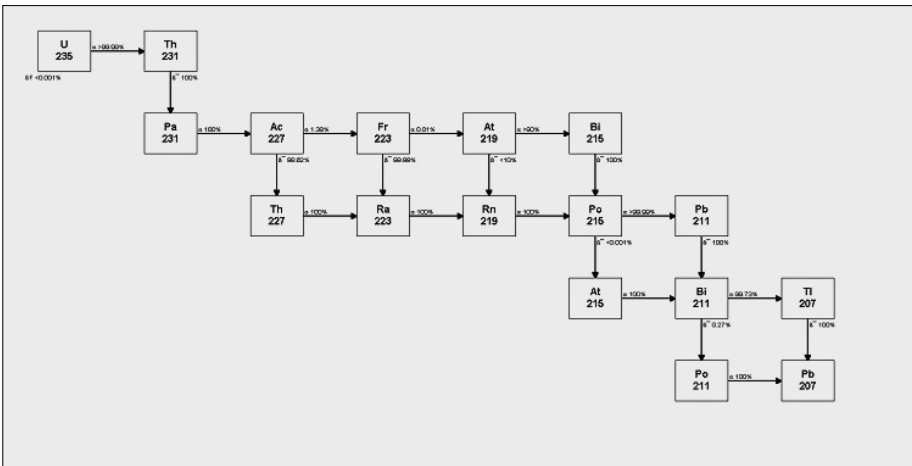 U
235
α >99.99%
Th
231
SF <0.001%
β⁻ 100%
Pa
231
α 100%
Ac
227
α 1.38%
Fr
223
α 0.01%
At
219
α >90%
Bi
215
β⁻ 98.62%
β⁻ 99.99%
β⁻ <10%
β⁻ 100%
Th
227
α 100%
Ra
223
α 100%
Rn
219
α 100%
Po
215
α >99.99%
Pb
211
β⁻ <0.001%
β⁻ 100%
At
215
α 100%
Bi
211
α 99.73%
Tl
207
β⁻ 0.27%
β⁻ 100%
Po
211
α 100%
Pb
207